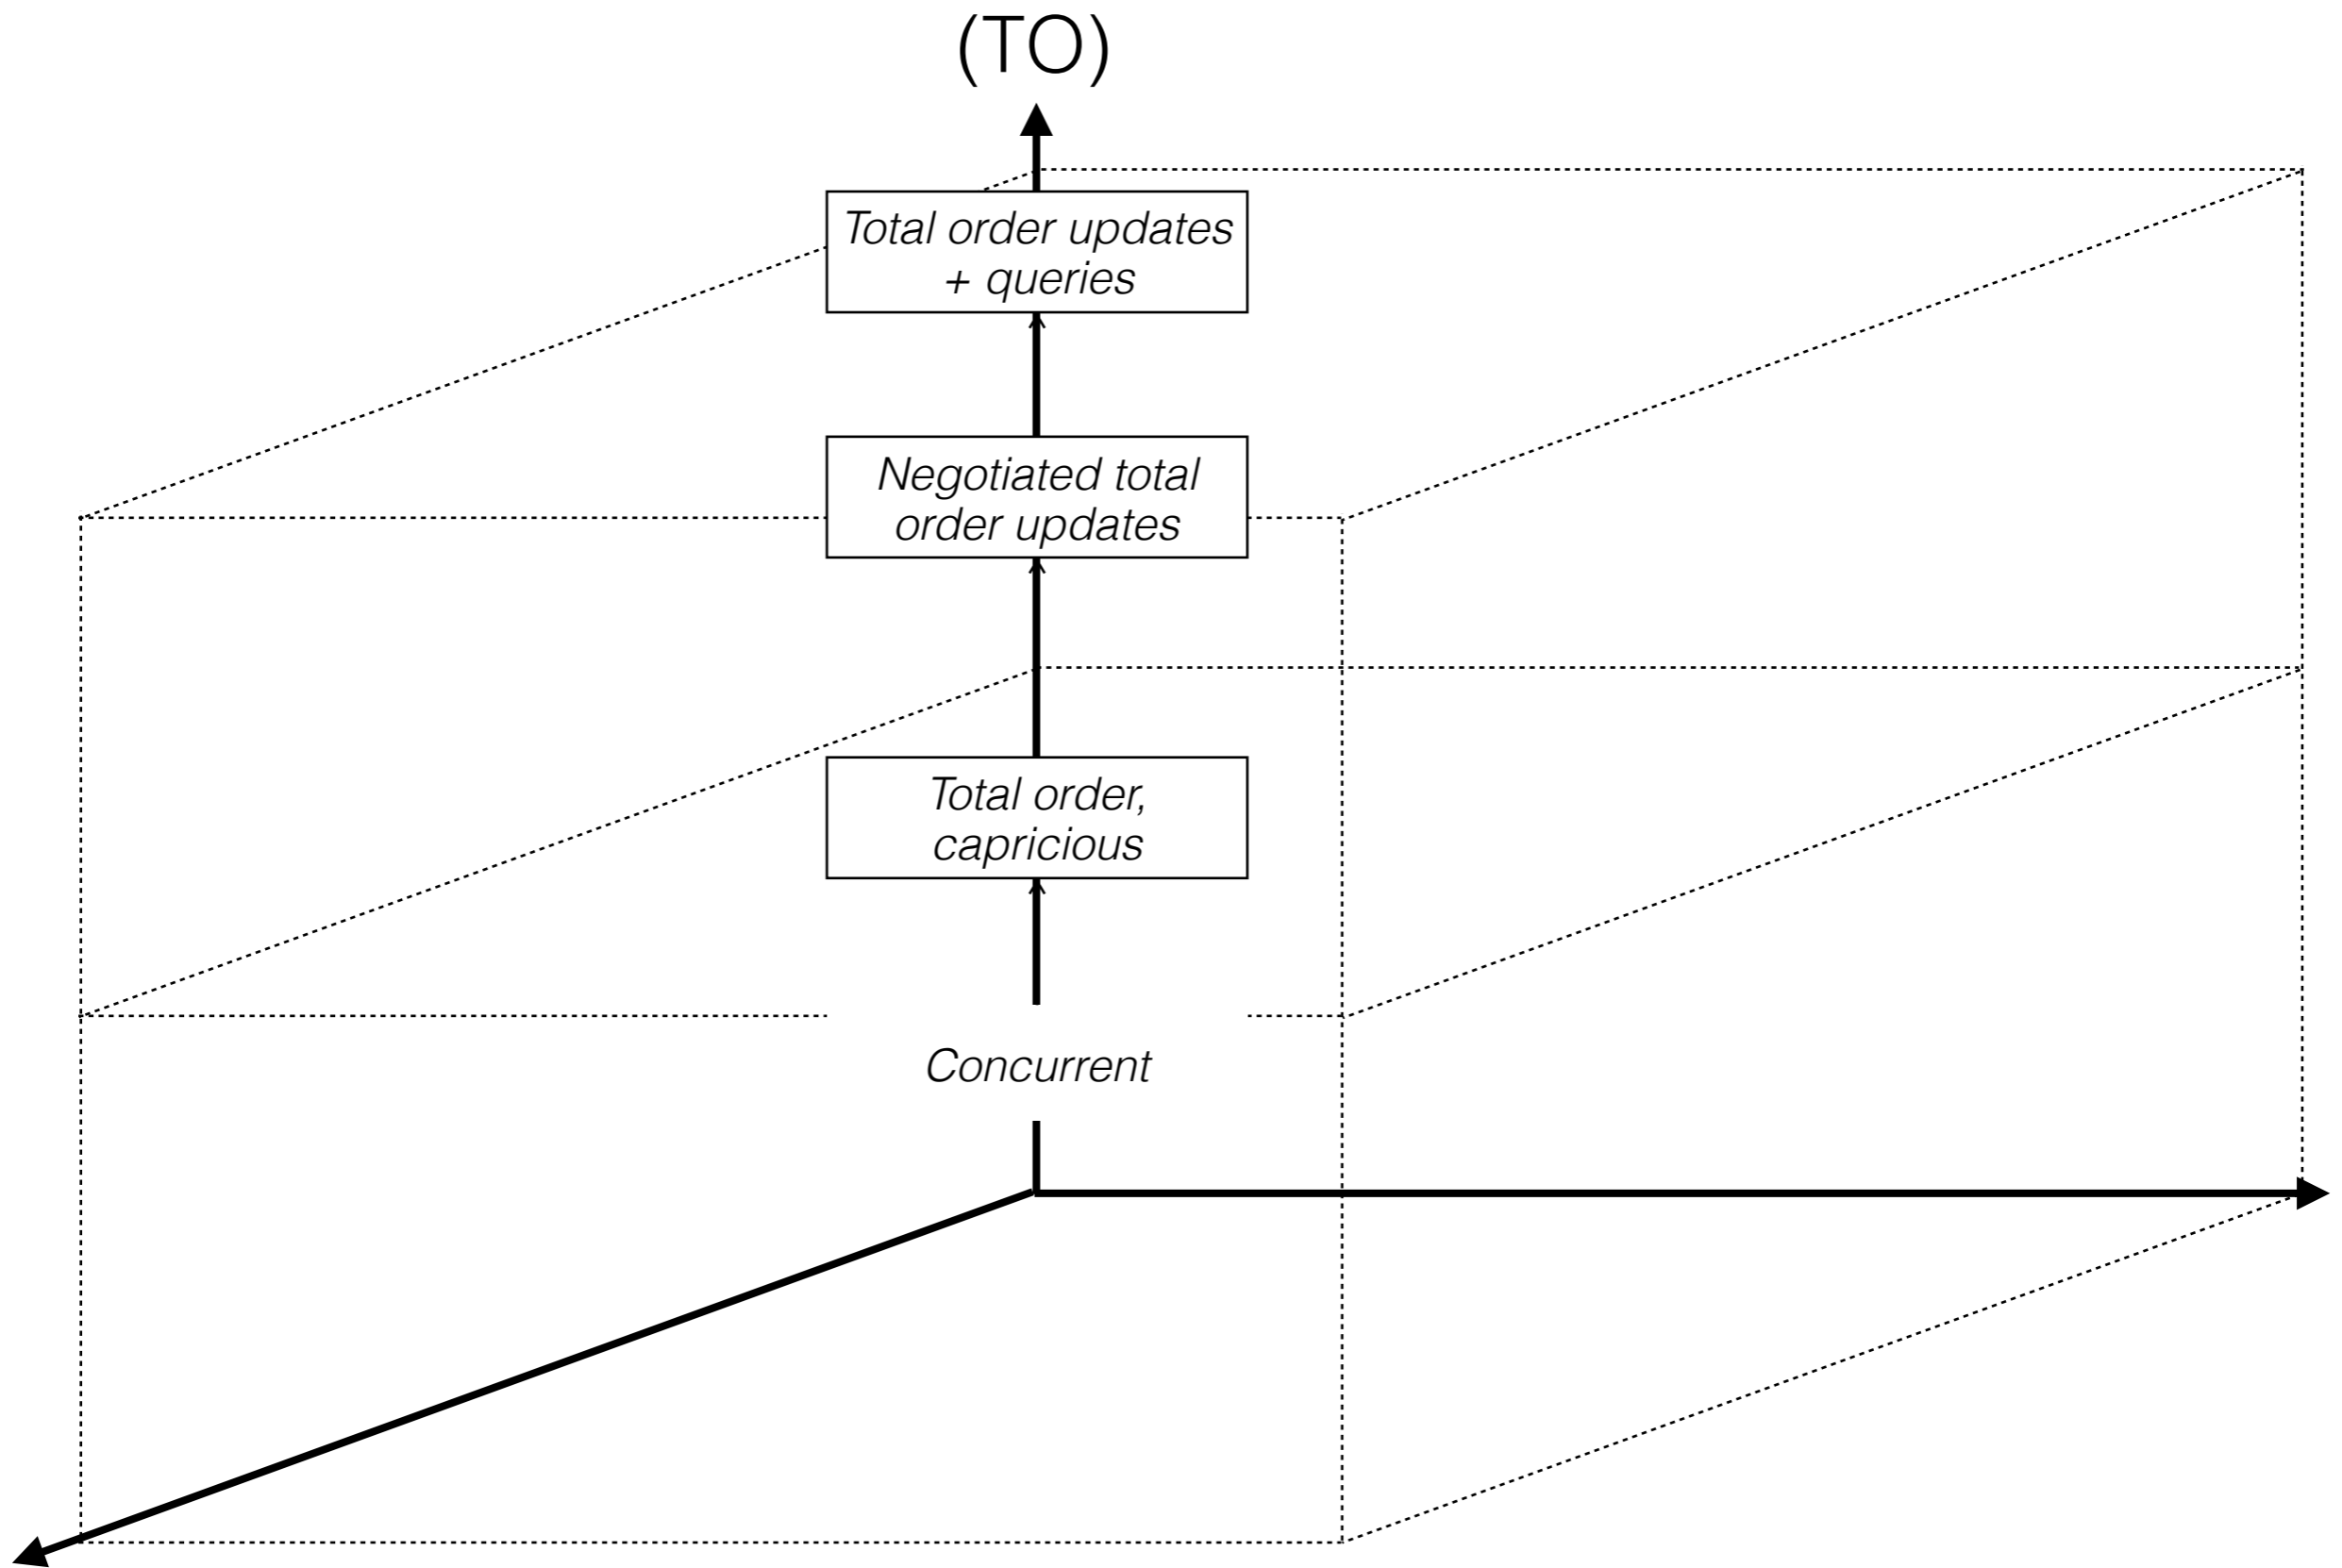 (TO)
Total order updates
+ queries
Negotiated total
order updates
Total order,
capricious
Concurrent